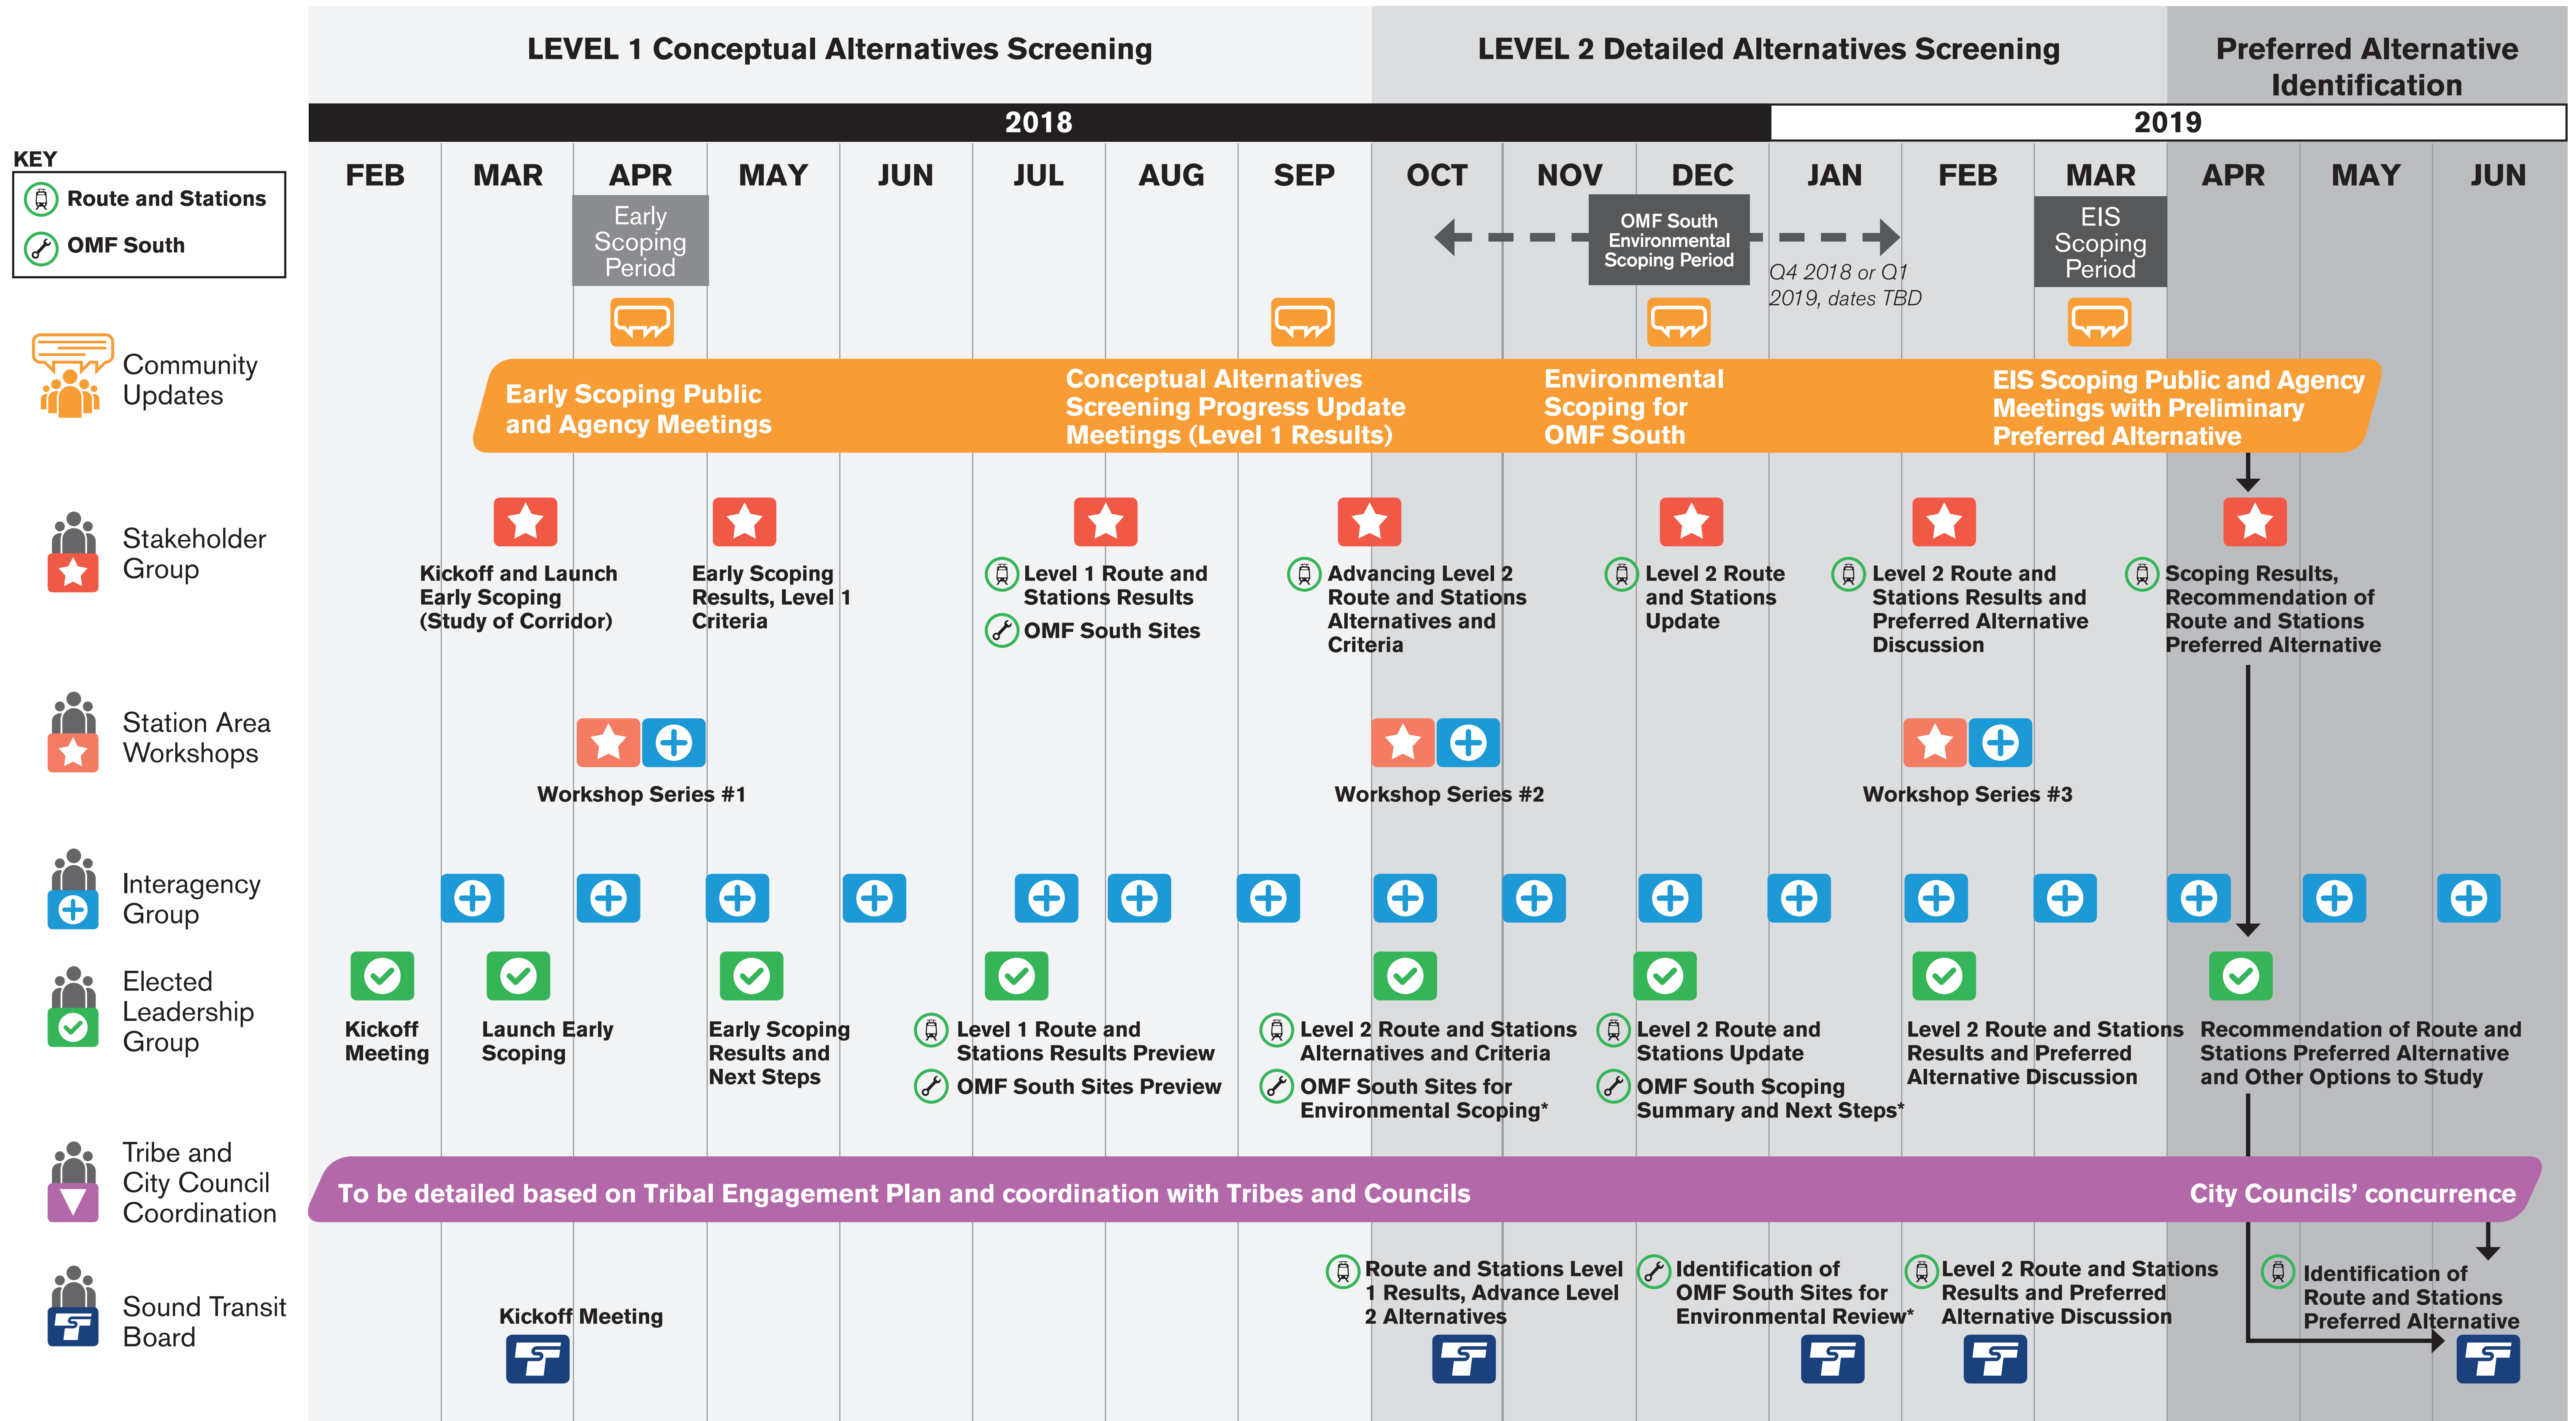 LEVEL 1 Conceptual Alternatives Screening
LEVEL 2 Detailed Alternatives Screening
Preferred Alternative
Identification
2018
2019
KEY
Route and Stations
OMF South
FEB
MAR
APR
MAY
JUN
JUL
AUG
SEP
OCT
NOV
DEC
JAN
FEB
MAR
APR
MAY
JUN
Early
Scoping
Period
OMF South
Environmental
Scoping Period
Q4 2018 or Q1
2019, dates TBD
EIS
Scoping
Period
Community
Updates
Early Scoping Public
and Agency Meetings
Conceptual Alternatives
Screening Progress Update
Meetings (Level 1 Results)
Environmental
Scoping for
OMF South
EIS Scoping Public and Agency
Meetings with Preliminary
Preferred Alternative
Stakeholder
Group
Kickoff and Launch
Early Scoping
(Study of Corridor)
Early Scoping
Results, Level 1
Criteria
Level 1 Route and
Stations Results
OMF South Sites
Advancing Level 2
Route and Stations
Alternatives and
Criteria
Level 2 Route
and Stations
Update
Level 2 Route and
Stations Results and
Preferred Alternative
Discussion
Scoping Results,
Recommendation of
Route and Stations
Preferred Alternative
Station Area
Workshops
Workshop Series #1
Workshop Series #2
Workshop Series #3
Interagency
Group
Elected
Leadership
Group
Kickoff
Meeting
Launch Early
Scoping
Early Scoping
Results and
Next Steps
Level 1 Route and
Stations Results Preview
OMF South Sites Preview
Level 2 Route and Stations
Alternatives and Criteria
OMF South Sites for
Environmental Scoping*
Level 2 Route and
Stations Update
OMF South Scoping
Summary and Next Steps*
Level 2 Route and Stations
Results and Preferred
Alternative Discussion
Recommendation of Route and
Stations Preferred Alternative
and Other Options to Study
Tribe and
City Council
Coordination
To be detailed based on Tribal Engagement Plan and coordination with Tribes and Councils
City Councils’ concurrence
Sound Transit
Board
Kickoff Meeting
Route and Stations Level
1 Results, Advance Level
2 Alternatives
Identification of
OMF South Sites for
Environmental Review*
Level 2 Route and Stations
Results and Preferred
Alternative Discussion
Identification of
Route and Stations
Preferred Alternative